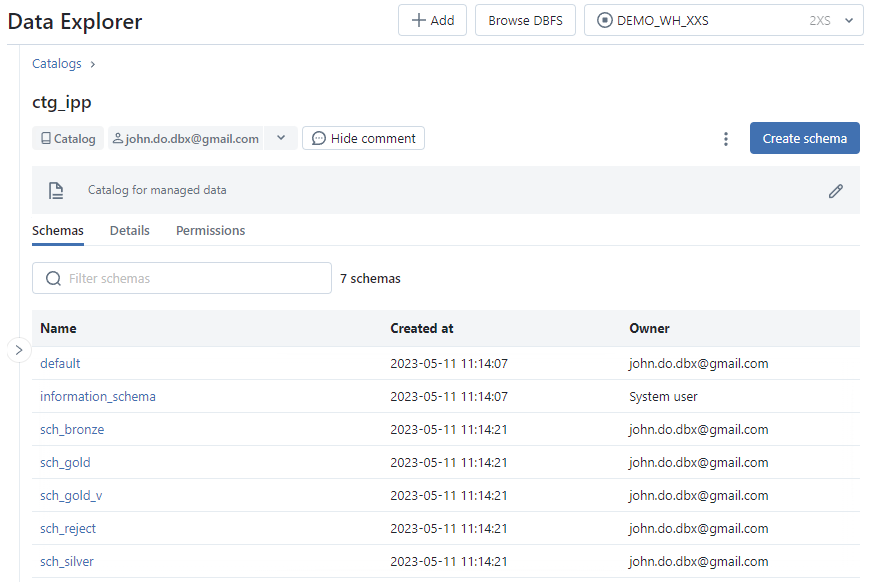 Data Explorer
Add
Browse DBFS
DEMO_WH_XXS 2XS
Catalogs
ctg_ipp
Catalog
john.do.dbx@gmail.com
Hide comment
Create schema
Catalog for managed data
Schemas Details Permissions
Filter schemas
7 schemas
Name Created at Owner
default 2023-05-11 11:14:07 john.do.dbx@gmail.com
information_schema 2023-05-11 11:14:07 System user
sch_bronze 2023-05-11 11:14:21 john.do.dbx@gmail.com
sch_gold 2023-05-11 11:14:21 john.do.dbx@gmail.com
sch_gold_v 2023-05-11 11:14:21 john.do.dbx@gmail.com
sch_reject 2023-05-11 11:14:21 john.do.dbx@gmail.com
sch_silver 2023-05-11 11:14:21 john.do.dbx@gmail.com